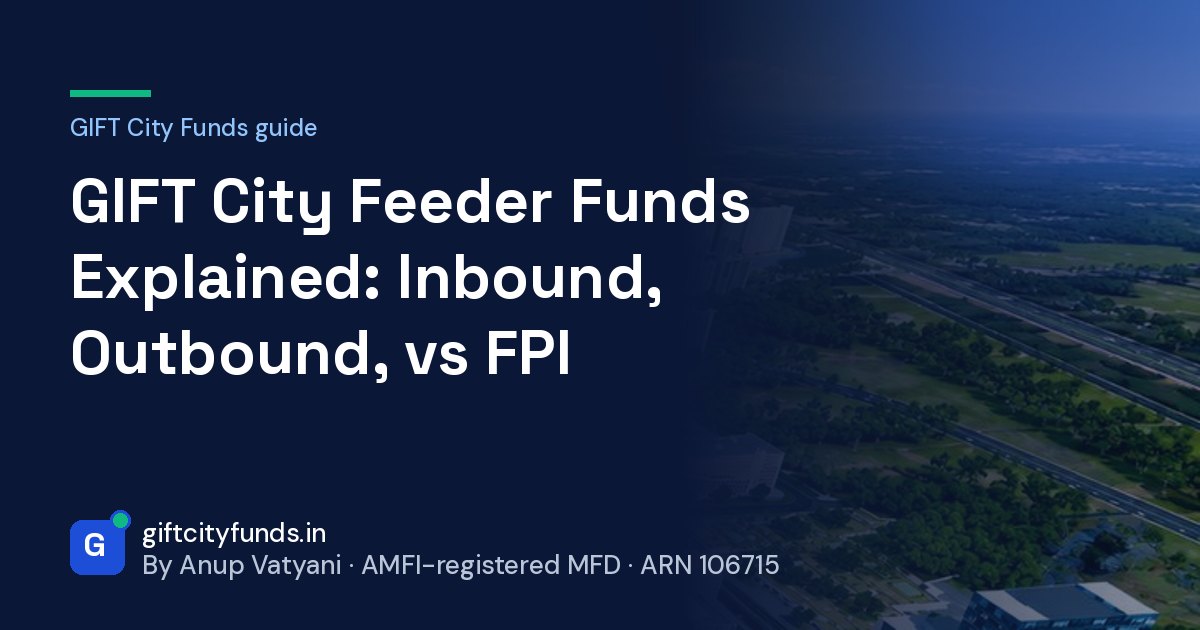 GIFT City Funds guide
GIFT City Feeder Funds
Explained: Inbound,
Outbound, vs FPI
G
giftcityfunds.in
By Anup Vatyani · AMFI-registered MFD · ARN 106715